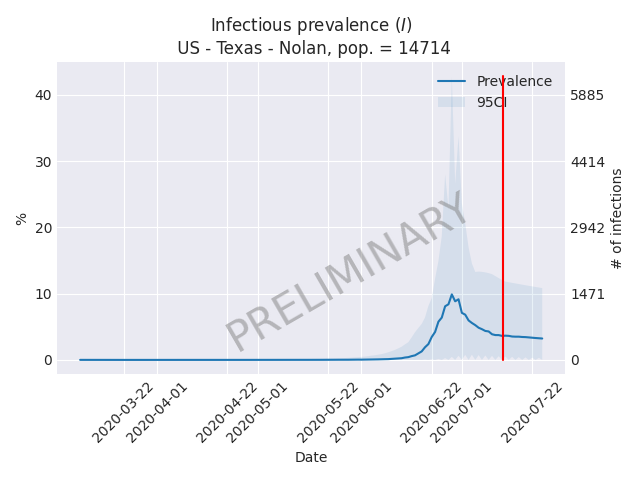 Infectious prevalence (I)
US - Texas - Nolan, pop. = 14714
Prevalence
95CI
40
30
20
10
0
%
5885
4414
2942
1471
0
# of infections
PRELIMINARY
2020-03-22
2020-04-01
2020-04-22
2020-05-01
2020-05-22
2020-06-01
2020-06-22
2020-07-01
2020-07-22
Date